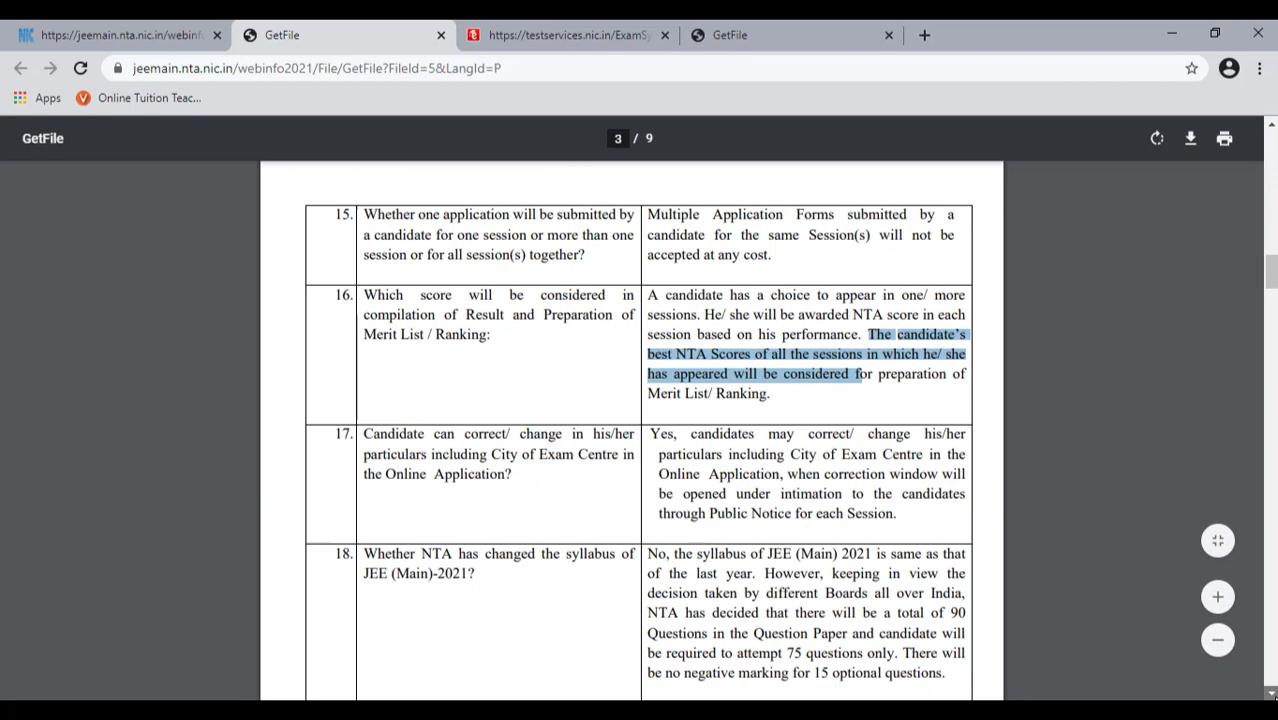 https://jeemain.nta.nic.in/webinf
GetFile
https://testservices.nic.in/ExamSy
GetFile
jeemain.nta.nic.in/webinfo2021/File/GetFile?FileId=5&LangId=P
Apps
Online Tuition Teac...
GetFile
3 / 9
15. Whether one application will be submitted by
a candidate for one session or more than one
session or for all session(s) together?
Multiple Application Forms submitted by a
candidate for the same Session(s) will not be
accepted at any cost.
16. Which score will be considered in
compilation of Result and Preparation of
Merit List / Ranking:
A candidate has a choice to appear in one/ more
sessions. He/ she will be awarded NTA score in each
session based on his performance. The candidate's
best NTA Scores of all the sessions in which he/ she
has appeared will be considered for preparation of
Merit List/ Ranking.
17. Candidate can correct/ change in his/her
particulars including City of Exam Centre in
the Online Application?
Yes, candidates may correct/ change his/her
particulars including City of Exam Centre in the
Online Application, when correction window will
be opened under intimation to the candidates
through Public Notice for each Session.
18. Whether NTA has changed the syllabus of
JEE (Main)-2021?
No, the syllabus of JEE (Main) 2021 is same as that
of the last year. However, keeping in view the
decision taken by different Boards all over India,
NTA has decided that there will be a total of 90
Questions in the Question Paper and candidate will
be required to attempt 75 questions only. There will
be no negative marking for 15 optional questions.